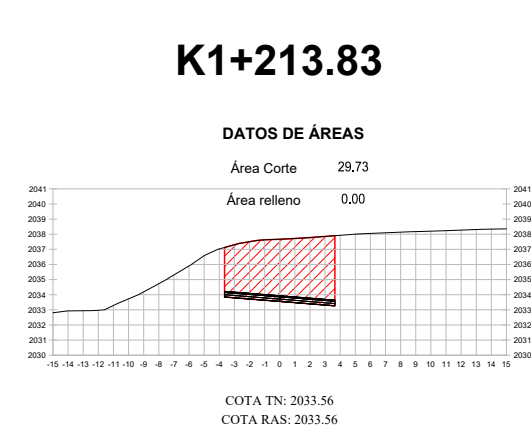 K1+213.83
DATOS DE ÁREAS
Área Corte 29.73
Área relleno 0.00
2041 2041
2040 2040
2039 2039
2038 2038
2037 2037
2036 2036
2035 2035
2034 2034
2033 2033
2032 2032
2031 2031
2030 2030
-15 -14 -13 -12 -11 -10 -9 -8 -7 -6 -5 -4 -3 -2 -1 0 1 2 3 4 5 6 7 8 9 10 11 12 13 14 15
COTA TN: 2033.56
COTA RAS: 2033.56